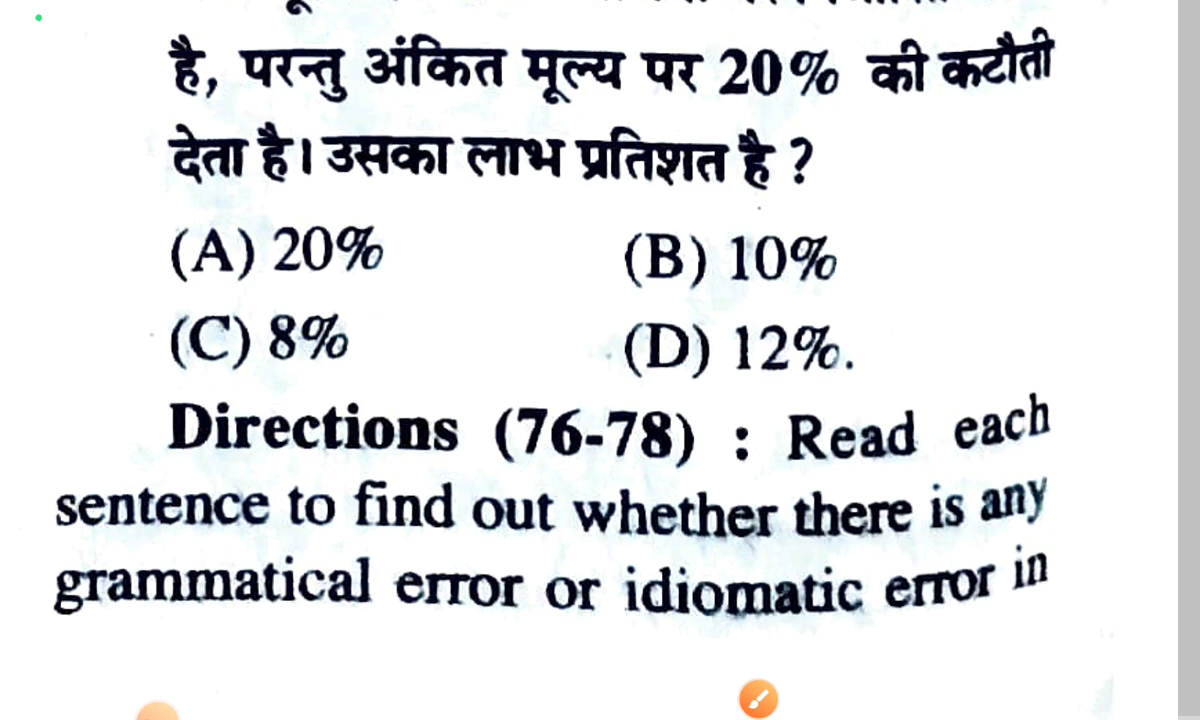 है, परन्तु अंकित मूल्य पर 20% की कटौती
देता है। उसका लाभ प्रतिशत है ?
(A) 20% (B) 10%
(C) 8% (D) 12%.
Directions (76-78) : Read each
sentence to find out whether there is any
grammatical error or idiomatic error in